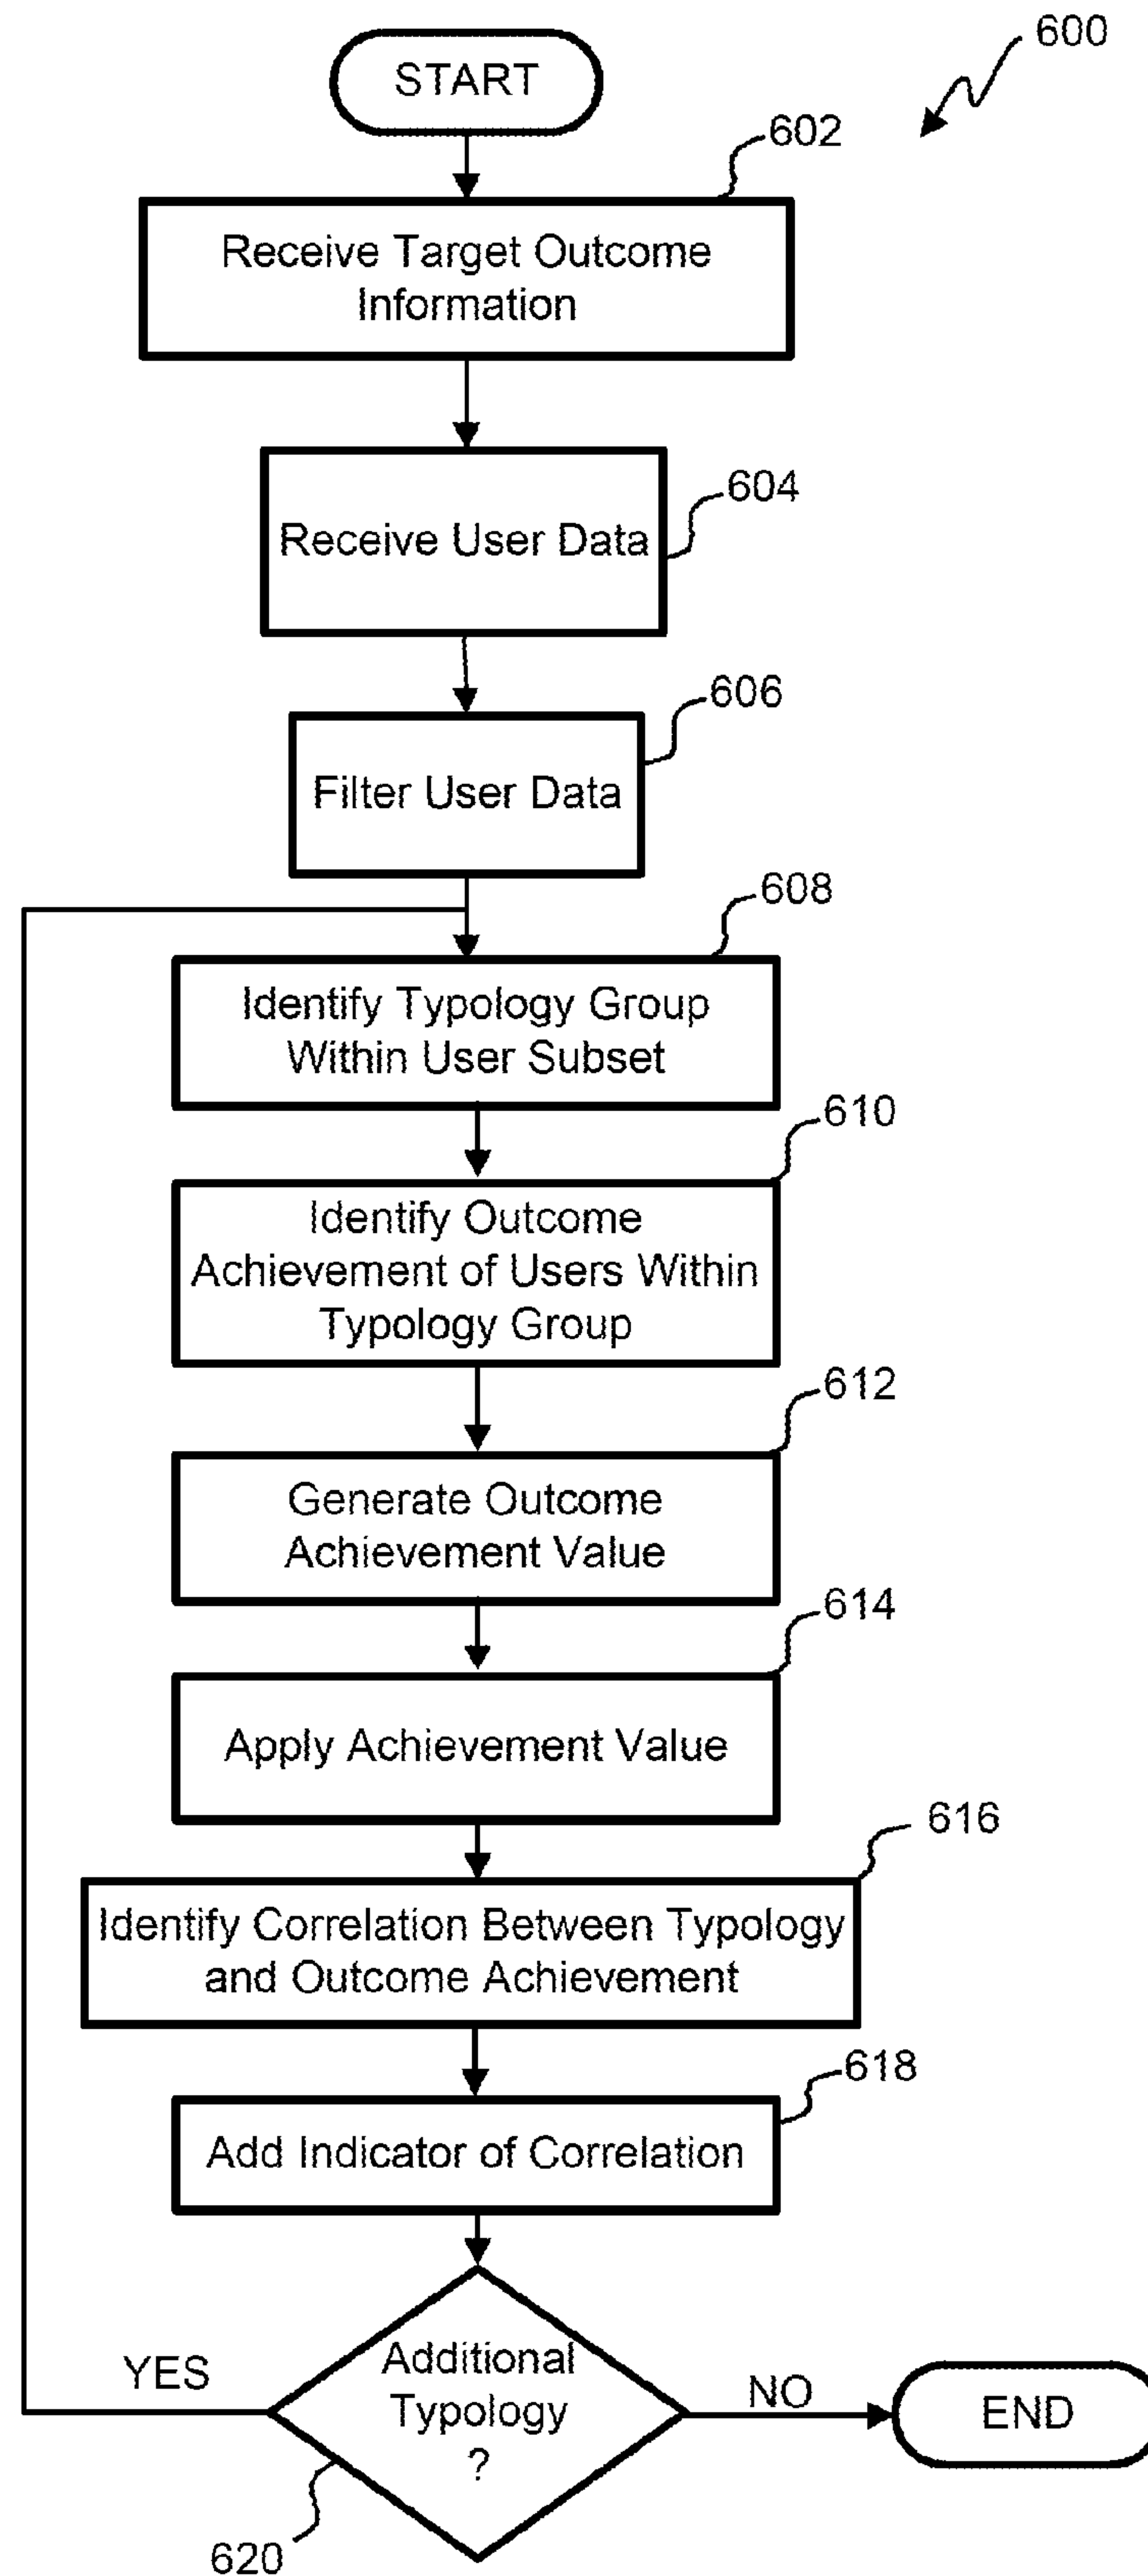 600
START
602
Receive Target Outcome
Information
604
Receive User Data
606
Filter User Data
608
Identify Typology Group
Within User Subset
610
Identify Outcome
Achievement of Users Within
Typology Group
612
Generate Outcome
Achievement Value
614
Apply Achievement Value
616
Identify Correlation Between Typology
and Outcome Achievement
618
Add Indicator of Correlation
Additional
Typology
?
YES
NO
END
620